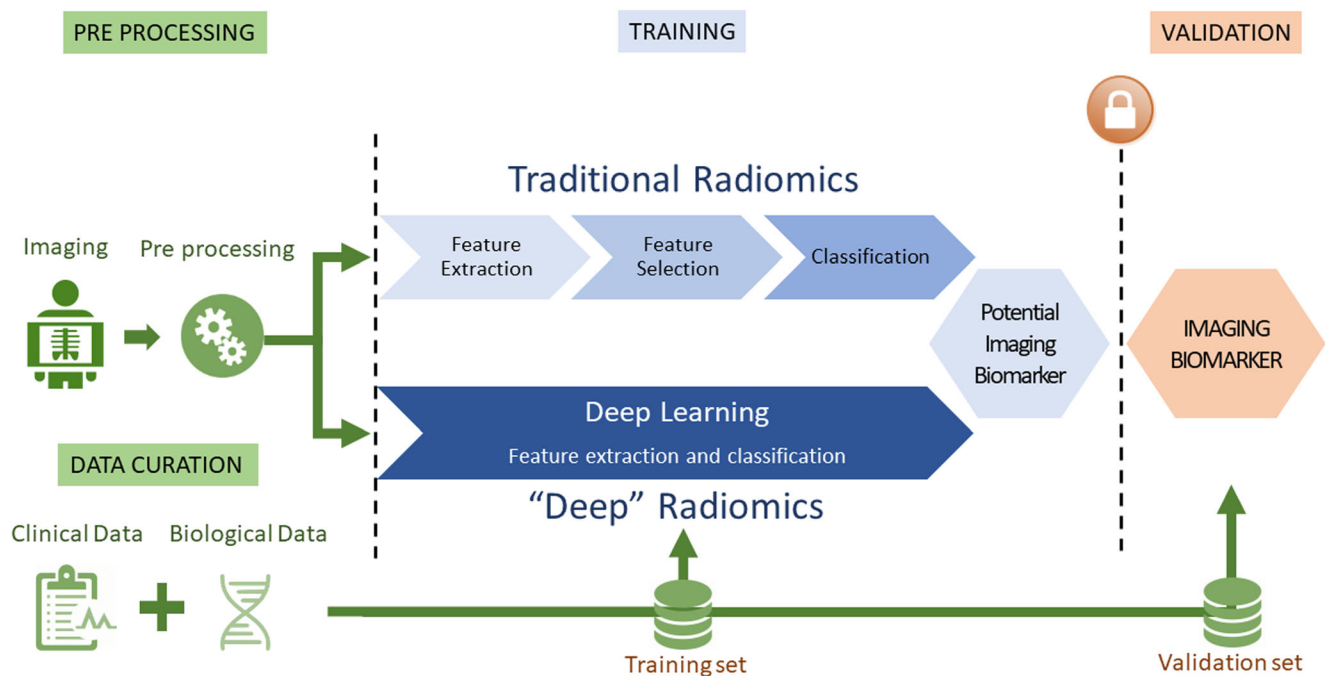 PRE PROCESSING
TRAINING
VALIDATION
Traditional Radiomics
Imaging
Pre processing
Feature
Extraction
Feature
Selection
Classification
Potential
Imaging
Biomarker
IMAGING
BIOMARKER
Deep Learning
Feature extraction and classification
DATA CURATION
“Deep” Radiomics
Clinical Data
Biological Data
Training set
Validation set